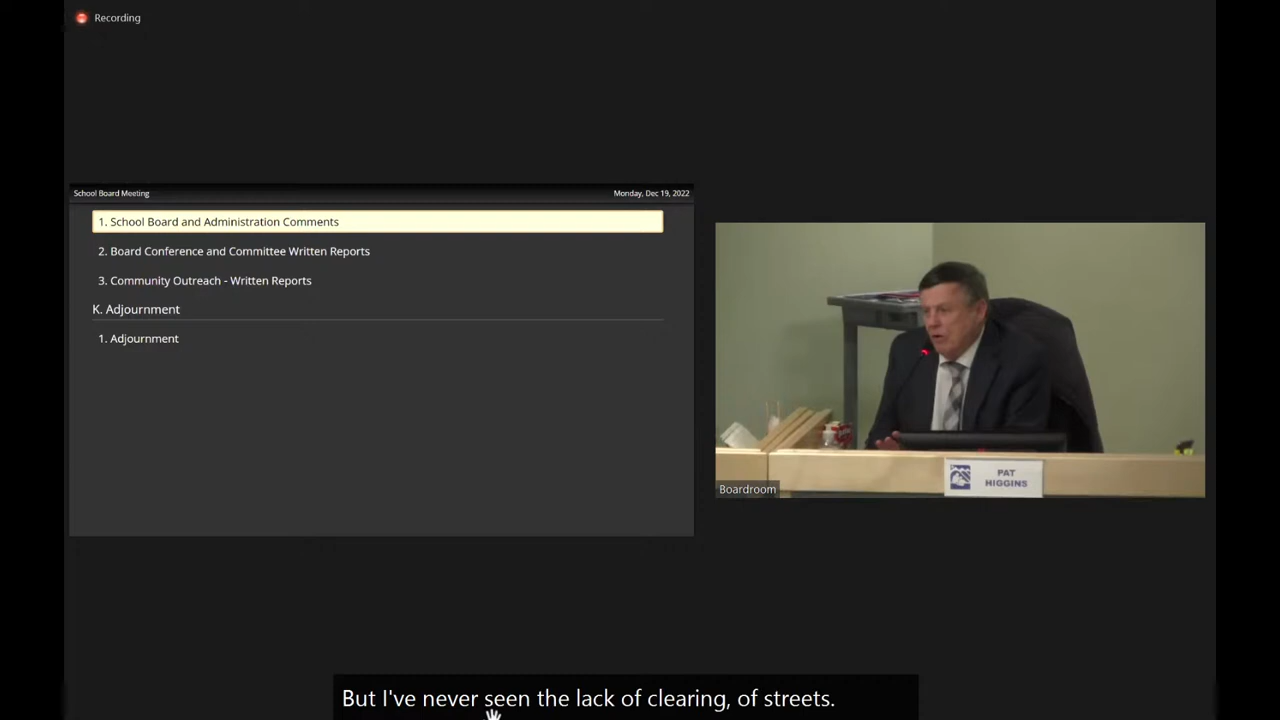 Recording
School Board Meeting
Monday, Dec 19, 2022
1. School Board and Administration Comments
2. Board Conference and Committee Written Reports
3. Community Outreach - Written Reports
K. Adjournment
1. Adjournment
PAT
HIGGINS
Boardroom
But I've never seen the lack of clearing, of streets.